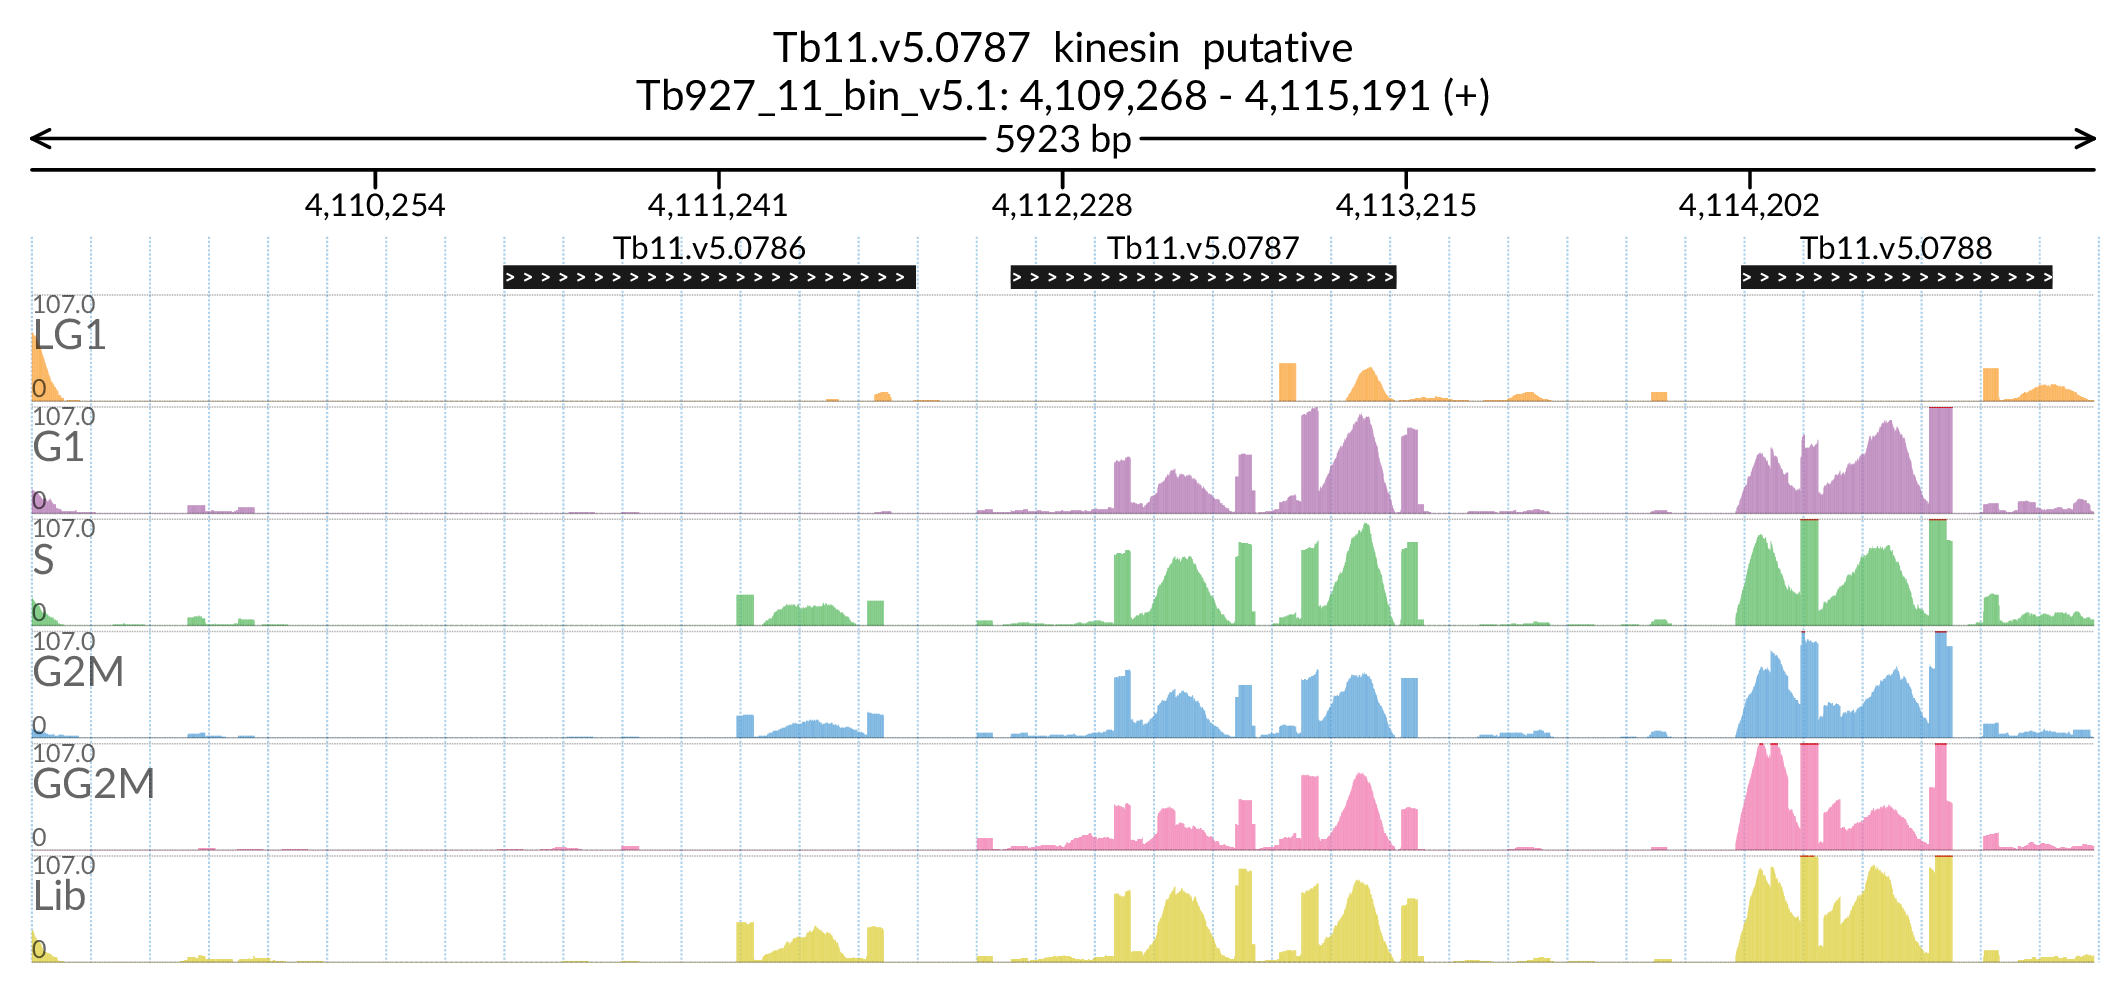 Tb11.v5.0787 kinesin putative
Tb927_11_bin_v5.1: 4,109,268 - 4,115,191 (+)
5923 bp
4,110,254 4,111,241 4,112,228 4,113,215 4,114,202
Tb11.v5.0786 Tb11.v5.0787 Tb11.v5.0788
107.0
LG1
0
107.0
G1
0
107.0
S
0
107.0
G2M
0
107.0
GG2M
0
107.0
Lib
0